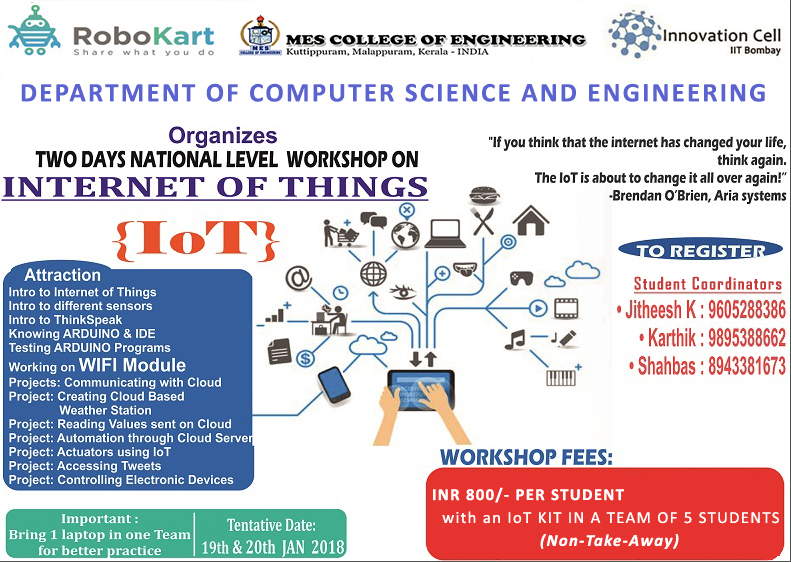 RoboKart
Share what you do
MES
COLLEGE OF ENGINEERING
MES COLLEGE OF ENGINEERING
Kuttippuram, Malappuram, Kerala - INDIA
Innovation Cell
IIT Bombay
DEPARTMENT OF COMPUTER SCIENCE AND ENGINEERING
Organizes
TWO DAYS NATIONAL LEVEL WORKSHOP ON
INTERNET OF THINGS
{IoT}
"If you think that the internet has changed your life,
think again.
The IoT is about to change it all over again!"
-Brendan O'Brien, Aria systems
TO REGISTER
Student Coordinators
• Jitheesh K : 9605288386
• Karthik : 9895388662
• Shahbas : 8943381673
Attraction
Intro to Internet of Things
Intro to different sensors
Intro to ThinkSpeak
Knowing ARDUINO & IDE
Testing ARDUINO Programs
Working on WIFI Module
Projects: Communicating with Cloud
Project: Creating Cloud Based
Weather Station
Project: Reading Values sent on Cloud
Project: Automation through Cloud Server
Project: Actuators using IoT
Project: Accessing Tweets
Project: Controlling Electronic Devices
Important :
Bring 1 laptop in one Team
for better practice
Tentative Date:
19th & 20th JAN 2018
WORKSHOP FEES:
INR 800/- PER STUDENT
with an IoT KIT IN A TEAM OF 5 STUDENTS
(Non-Take-Away)